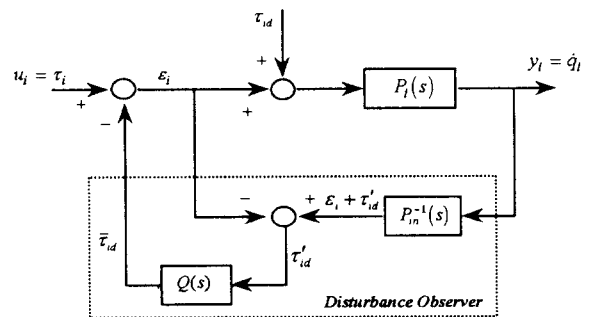 τ_id
u_i = τ_i
+
−
ε_i
+
+
P_i(s)
y_i = q̇_i
τ̄_id
−
+
ε_i + τ′_id
P_in^{-1}(s)
τ′_id
Q(s)
Disturbance Observer